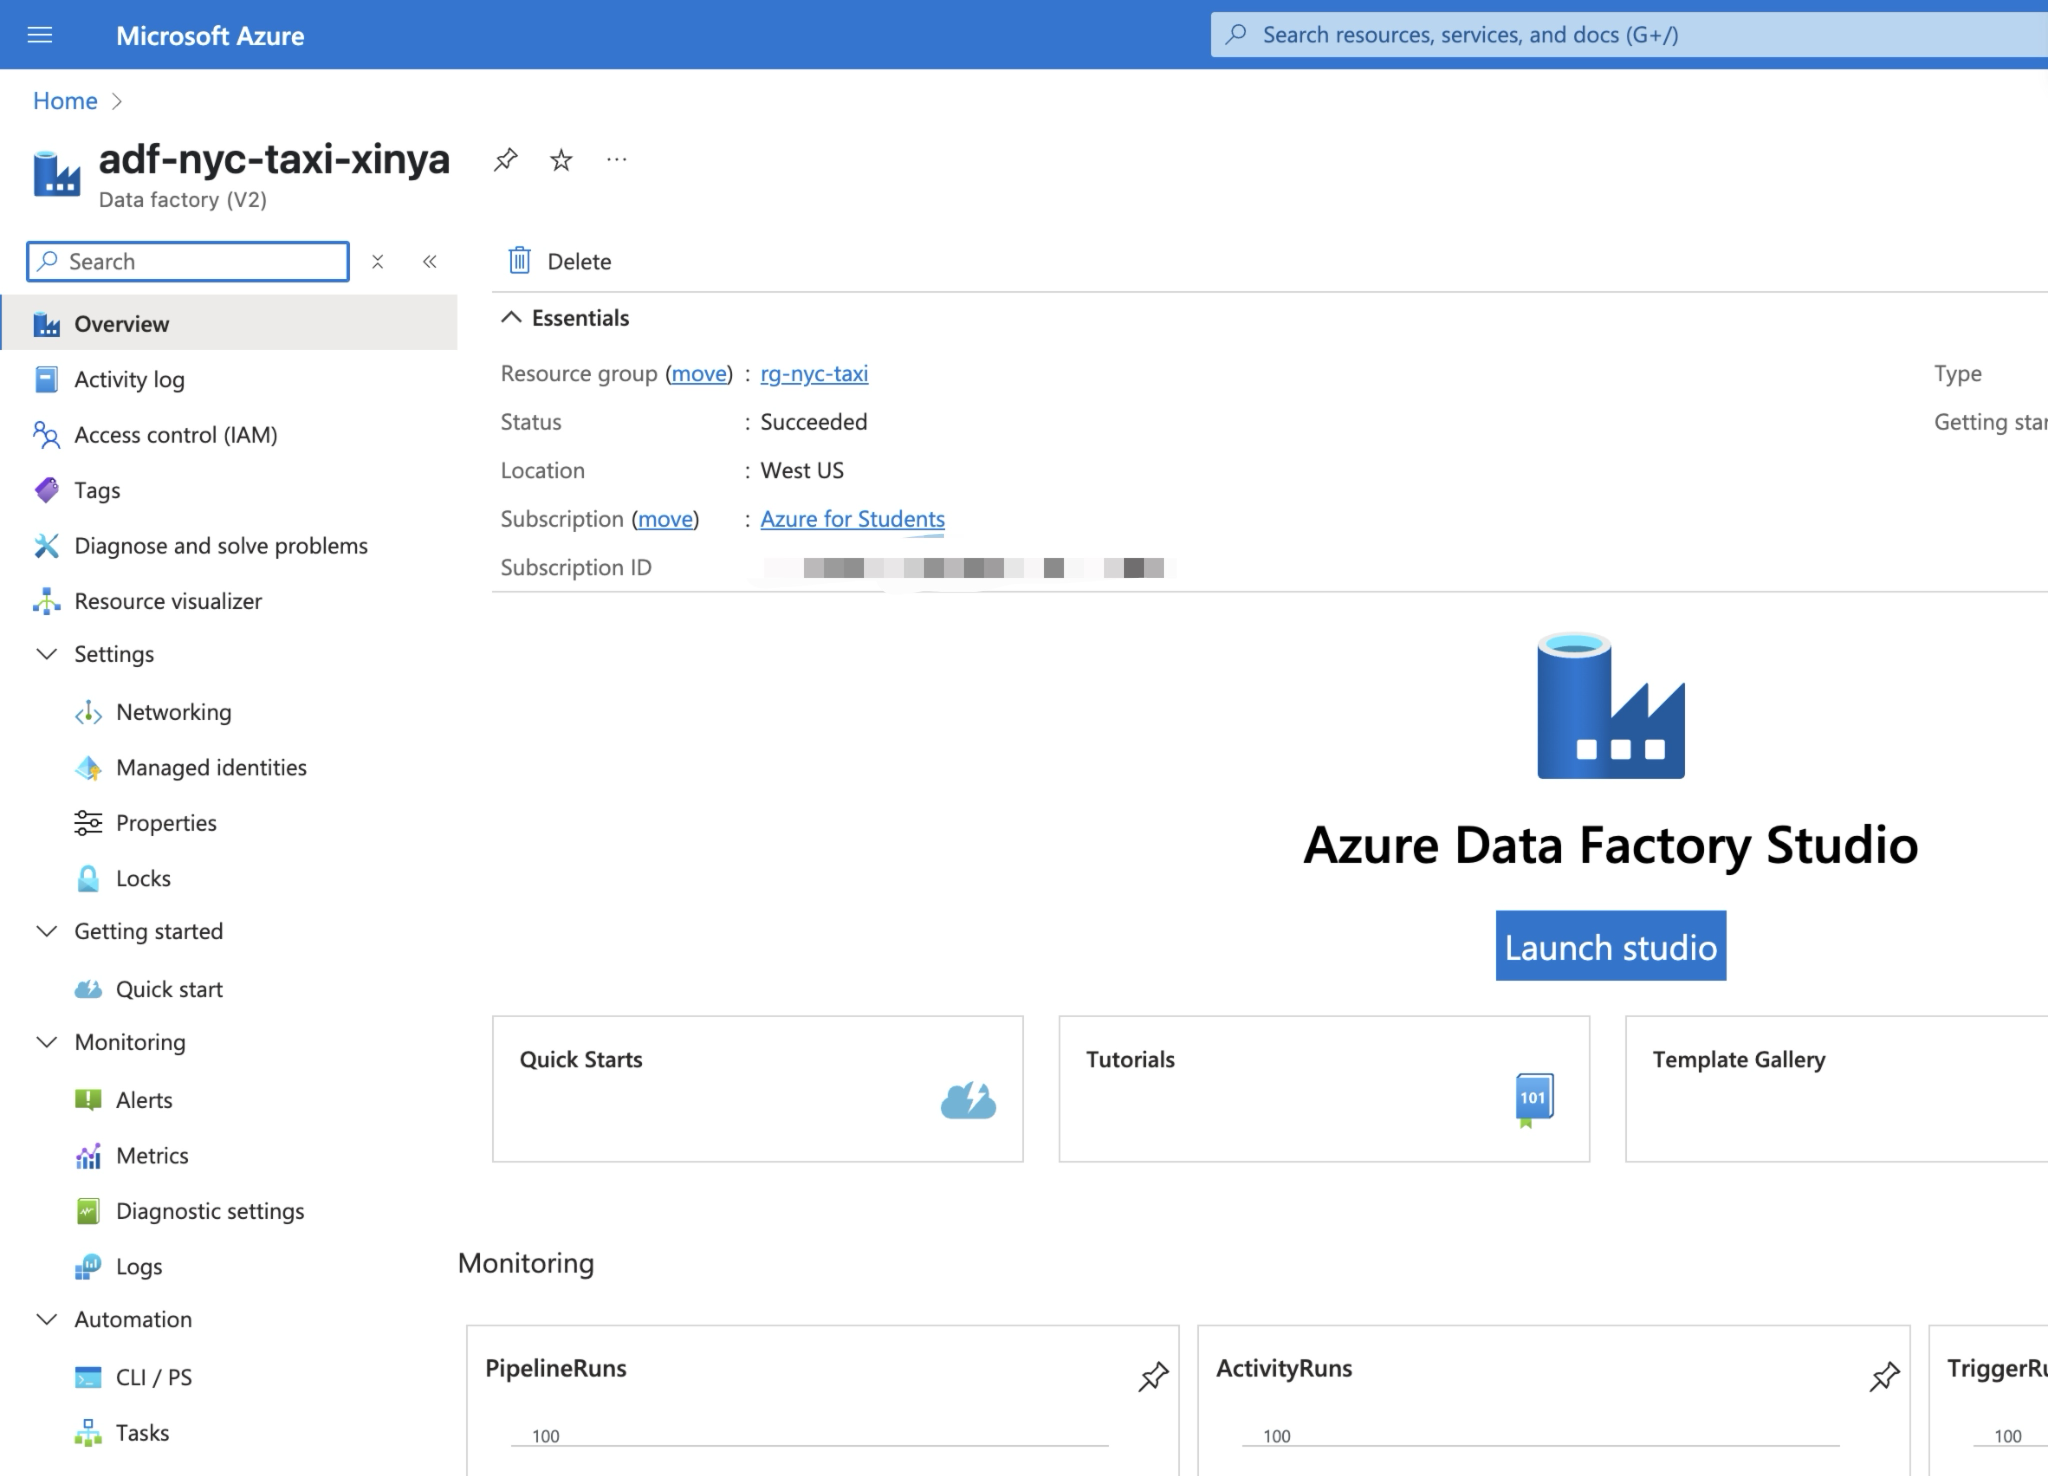 Microsoft Azure
Search resources, services, and docs (G+/)
Home
adf-nyc-taxi-xinya
Data factory (V2)
Search
Overview
Activity log
Access control (IAM)
Tags
Diagnose and solve problems
Resource visualizer
Settings
Networking
Managed identities
Properties
Locks
Getting started
Quick start
Monitoring
Alerts
Metrics
Diagnostic settings
Logs
Automation
CLI / PS
Tasks
Delete
Essentials
Resource group (move) : rg-nyc-taxi
Status : Succeeded
Location : West US
Subscription (move) : Azure for Students
Subscription ID
Type
Getting star
Azure Data Factory Studio
Launch studio
Quick Starts
Tutorials
101
Template Gallery
Monitoring
PipelineRuns
100
ActivityRuns
100
TriggerRu
100